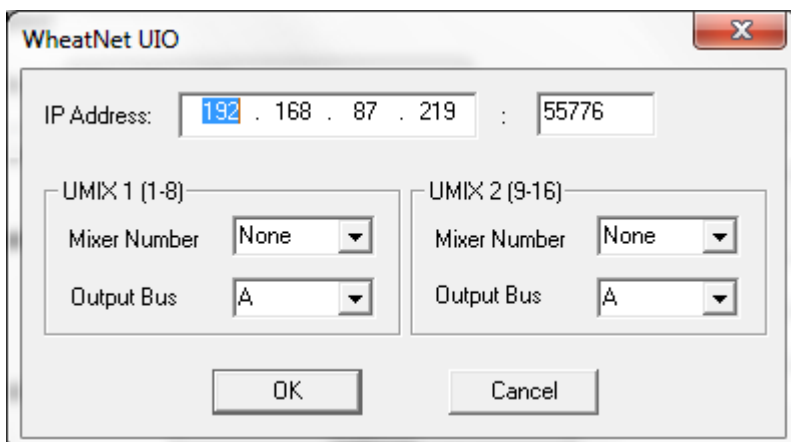 WheatNet UIO
IP Address: 192 . 168 . 87 . 219 : 55776
UMIX 1 (1-8)
Mixer Number None
Output Bus A
UMIX 2 (9-16)
Mixer Number None
Output Bus A
OK Cancel